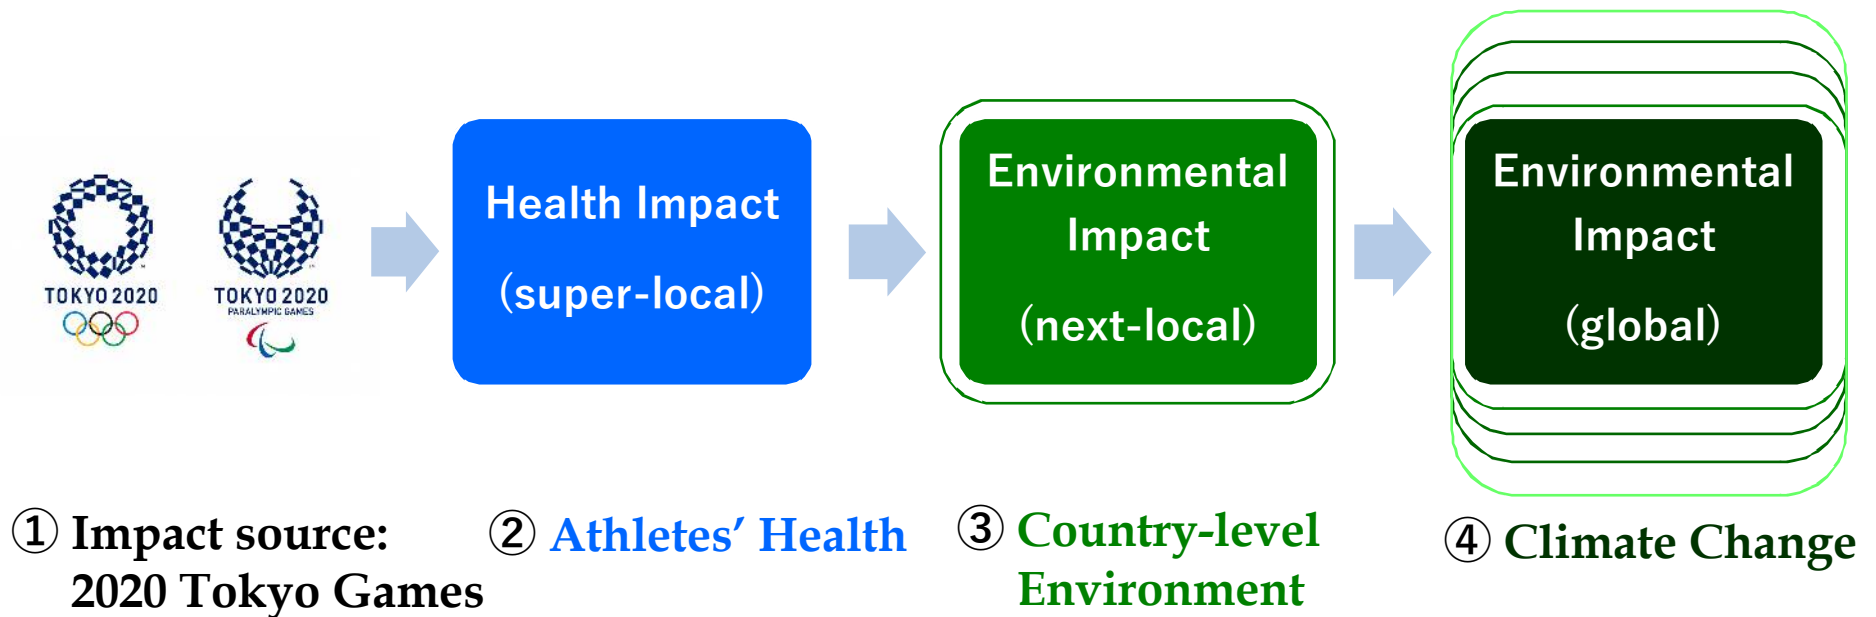 TOKYO 2020
TOKYO 2020
PARALYMPIC GAMES
Health Impact
(super-local)
Environmental
Impact
(next-local)
Environmental
Impact
(global)
① Impact source:
2020 Tokyo Games
② Athletes’ Health
③ Country-level
Environment
④ Climate Change